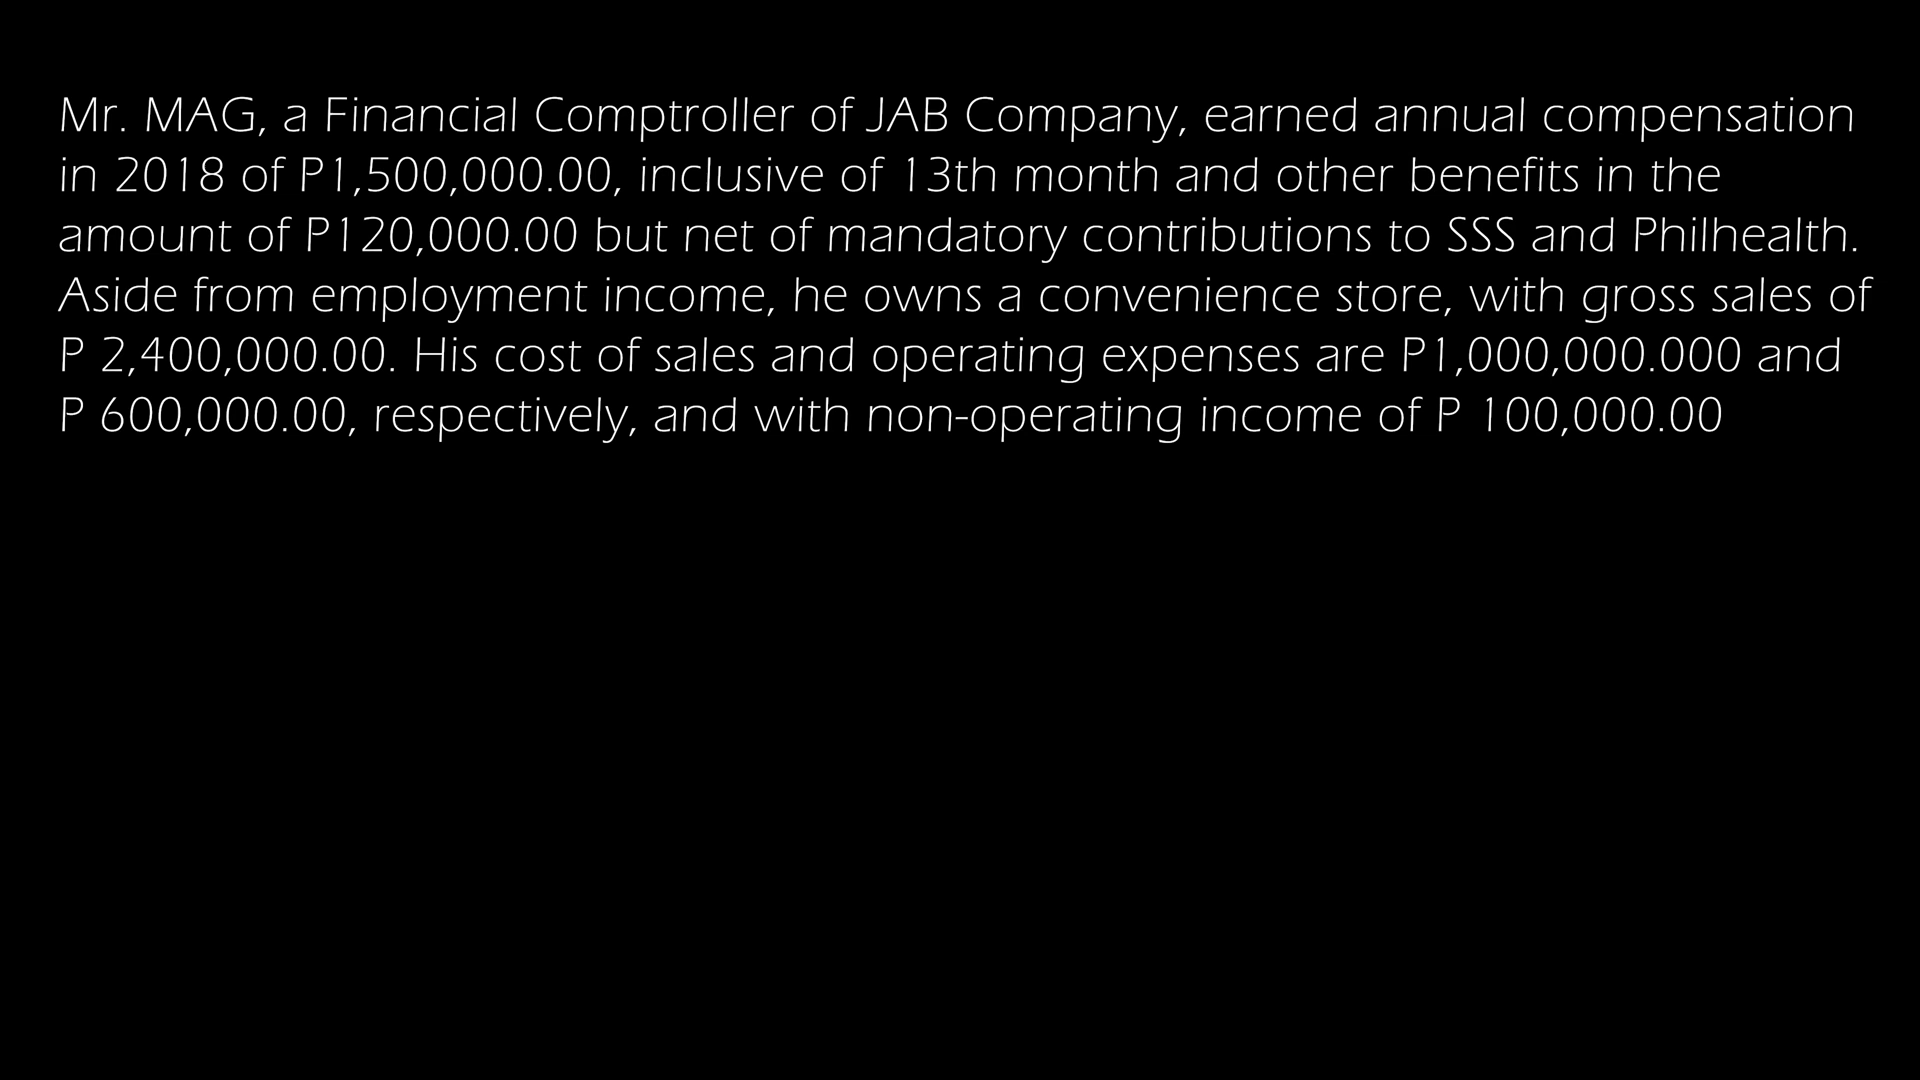 Mr. MAG, a Financial Comptroller of JAB Company, earned annual compensation
in 2018 of P1,500,000.00, inclusive of 13th month and other benefits in the
amount of P120,000.00 but net of mandatory contributions to SSS and Philhealth.
Aside from employment income, he owns a convenience store, with gross sales of
P 2,400,000.00. His cost of sales and operating expenses are P1,000,000.000 and
P 600,000.00, respectively, and with non-operating income of P 100,000.00